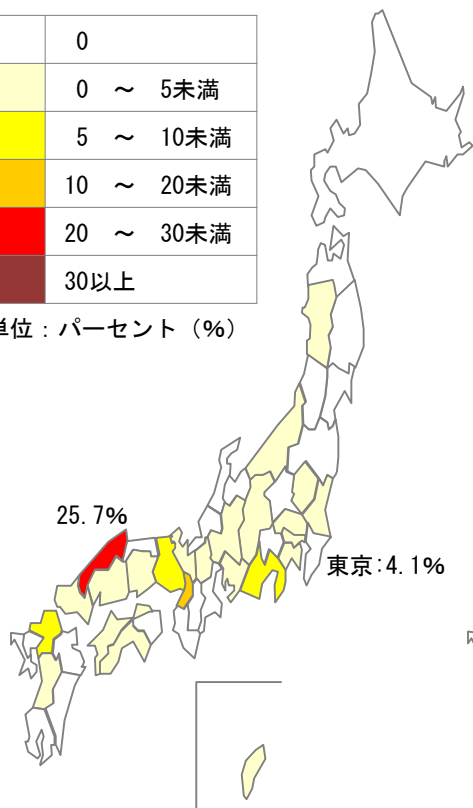 0
0 ～ 5未満
5 ～ 10未満
10 ～ 20未満
20 ～ 30未満
30以上
単位：パーセント（%）
25.7%
東京:4.1%